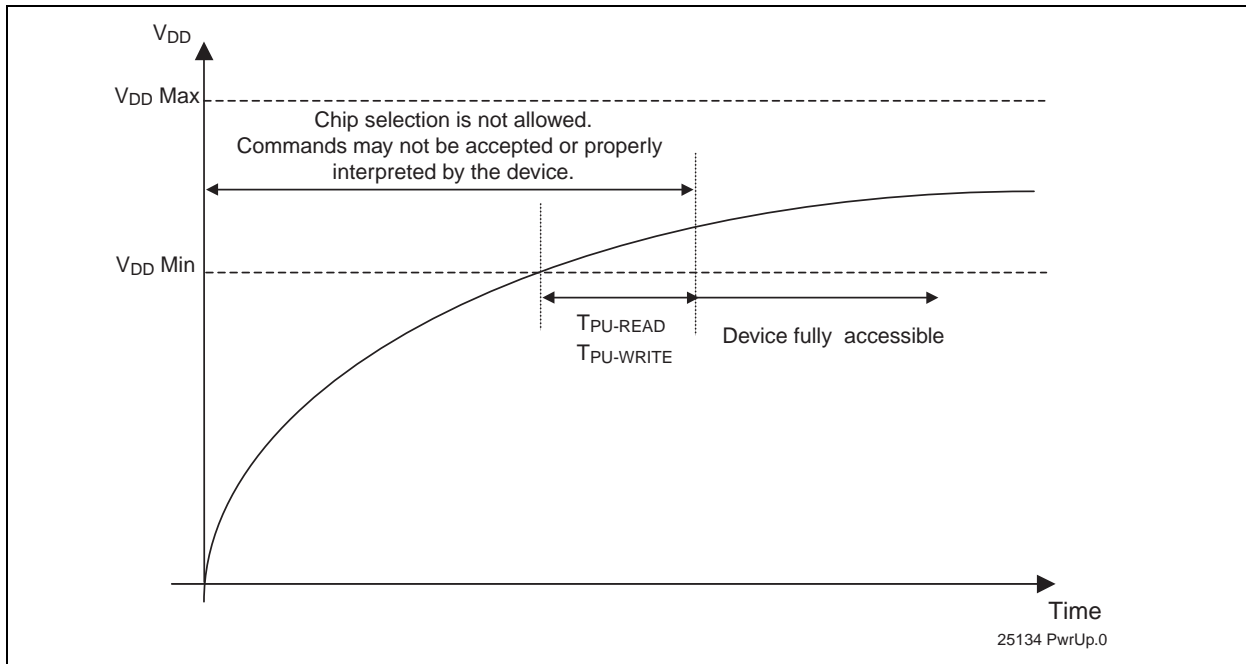 VDD
VDD Max
Chip selection is not allowed.
Commands may not be accepted or properly
interpreted by the device.
VDD Min
TPU-READ
TPU-WRITE
Device fully accessible
Time
25134 PwrUp.0